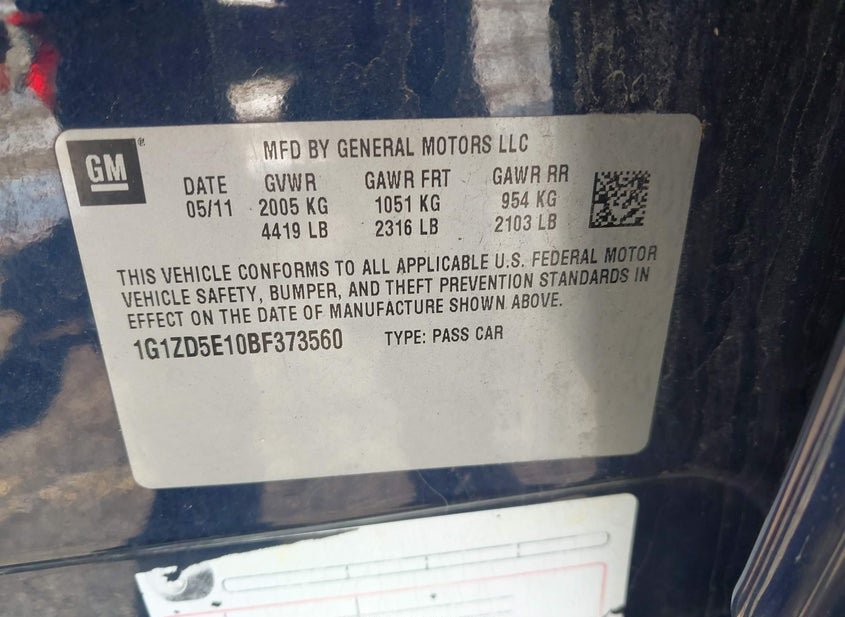 GM®
MFD BY GENERAL MOTORS LLC
DATE GVWR GAWR FRT GAWR RR
05/11 2005 KG 1051 KG 954 KG
4419 LB 2316 LB 2103 LB
THIS VEHICLE CONFORMS TO ALL APPLICABLE U.S. FEDERAL MOTOR
VEHICLE SAFETY, BUMPER, AND THEFT PREVENTION STANDARDS IN
EFFECT ON THE DATE OF MANUFACTURE SHOWN ABOVE.
1G1ZD5E10BF373560 TYPE: PASS CAR